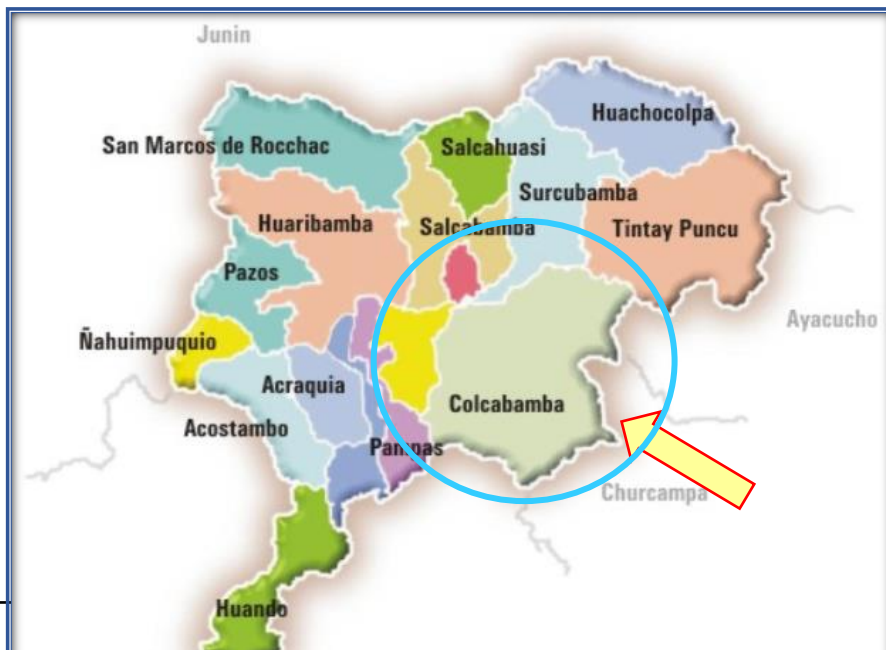 Junin
Huachocolpa
San Marcos de Rocchac
Salcahuasi
Surcubamba
Huaribamba
Salcabamba
Tintay Puncu
Pazos
Ayacucho
Ñahuimpuquio
Acraquia
Colcabamba
Acostambo
Pampas
Churcampa
Huando